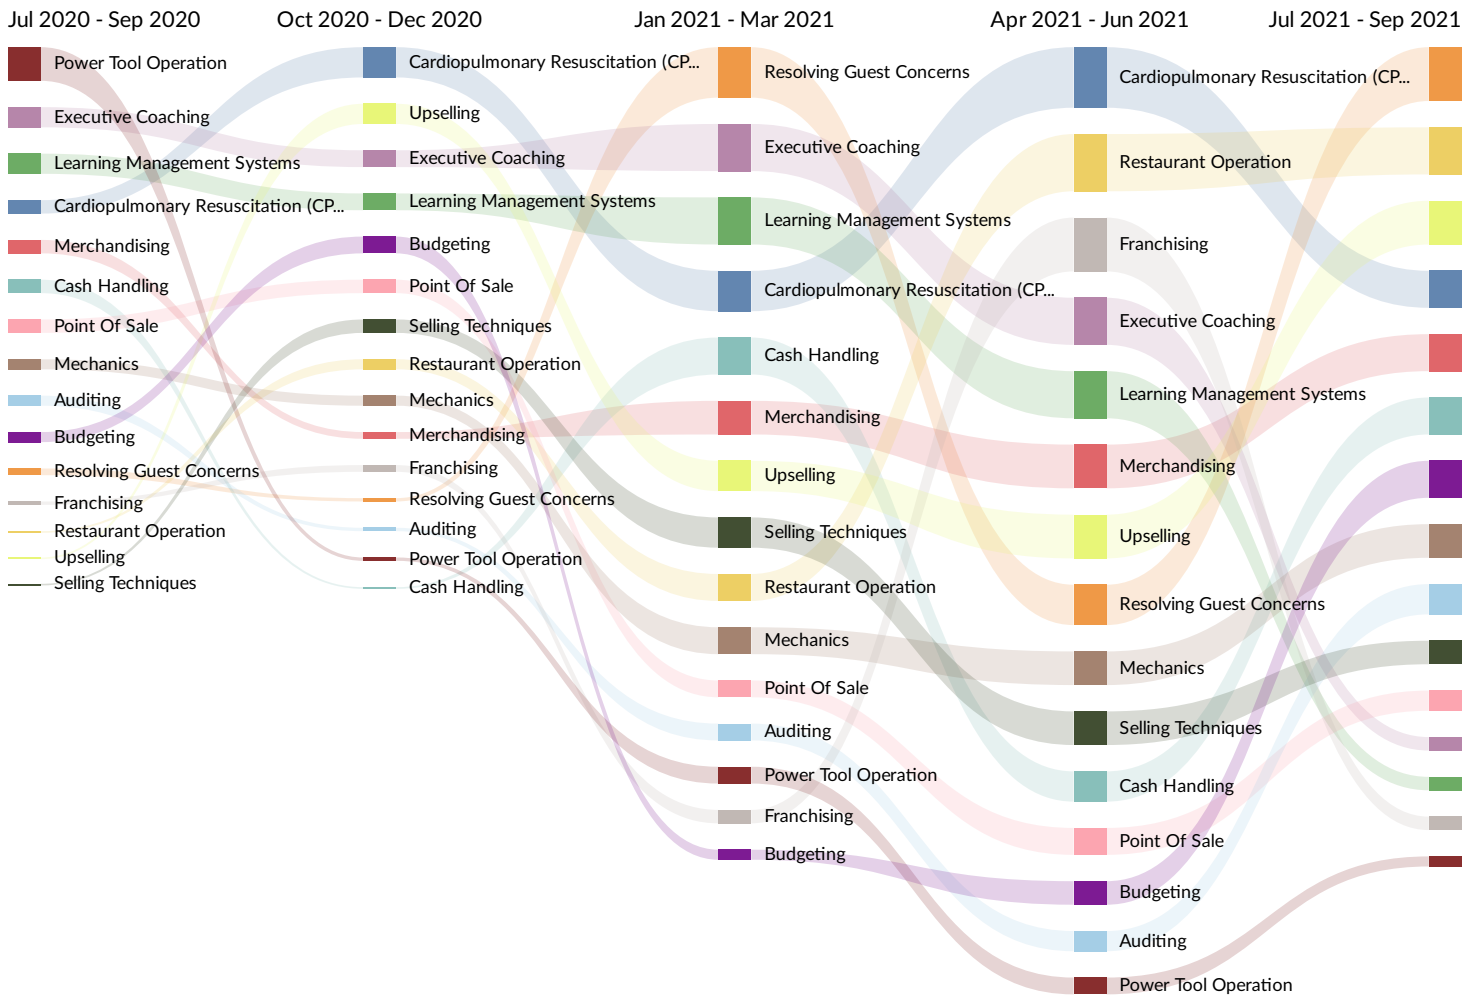 Jul 2020 - Sep 2020
Oct 2020 - Dec 2020
Jan 2021 - Mar 2021
Apr 2021 - Jun 2021
Jul 2021 - Sep 2021
Power Tool Operation
Executive Coaching
Learning Management Systems
Cardiopulmonary Resuscitation (CP...
Merchandising
Cash Handling
Point Of Sale
Mechanics
Auditing
Budgeting
Resolving Guest Concerns
Franchising
Restaurant Operation
Upselling
Selling Techniques
Cardiopulmonary Resuscitation (CP...
Upselling
Executive Coaching
Learning Management Systems
Budgeting
Point Of Sale
Selling Techniques
Restaurant Operation
Mechanics
Merchandising
Franchising
Resolving Guest Concerns
Auditing
Power Tool Operation
Cash Handling
Resolving Guest Concerns
Executive Coaching
Learning Management Systems
Cardiopulmonary Resuscitation (CP...
Cash Handling
Merchandising
Upselling
Selling Techniques
Restaurant Operation
Mechanics
Point Of Sale
Auditing
Power Tool Operation
Franchising
Budgeting
Cardiopulmonary Resuscitation (CP...
Restaurant Operation
Franchising
Executive Coaching
Learning Management Systems
Merchandising
Upselling
Resolving Guest Concerns
Mechanics
Selling Techniques
Cash Handling
Point Of Sale
Budgeting
Auditing
Power Tool Operation